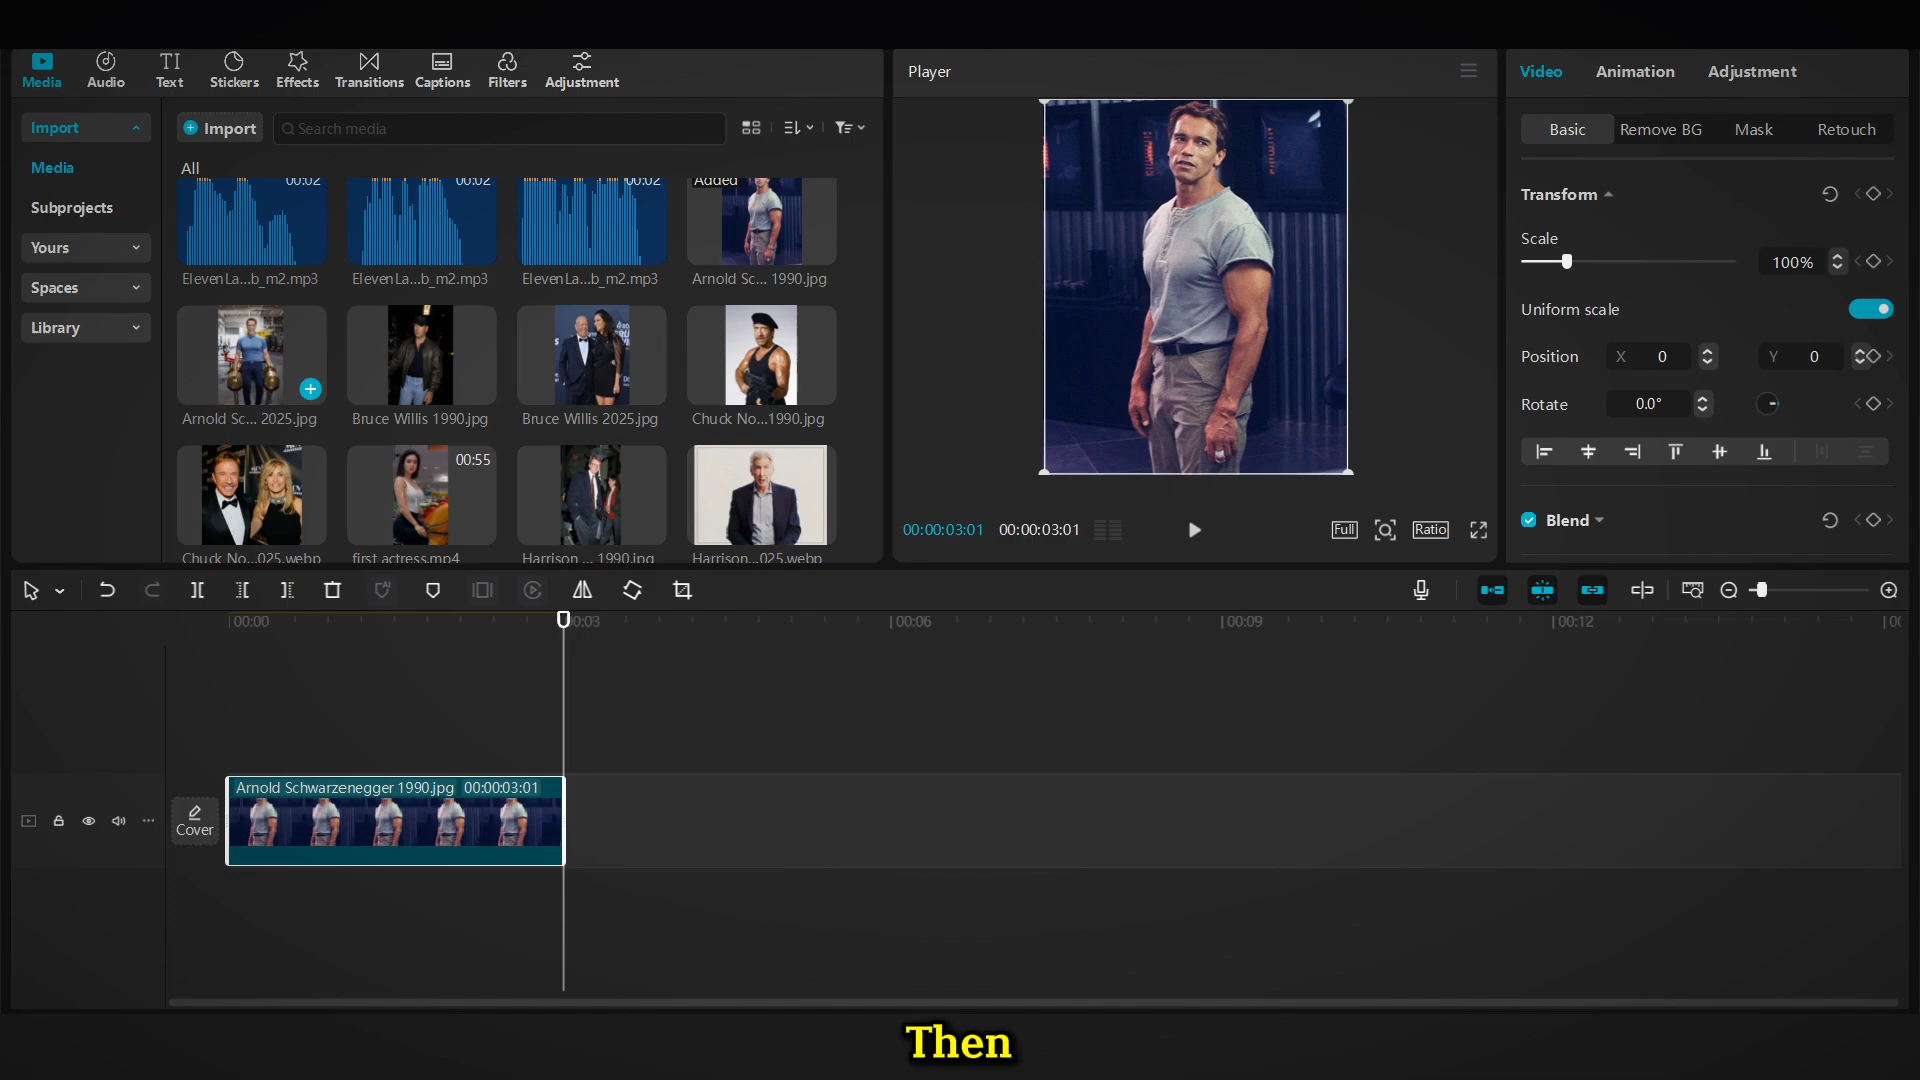 Media Audio Text Stickers Effects Transitions Captions Filters Adjustment
Import
Media
Subprojects
Yours
Spaces
Library
Import Search media
All
00:02 00:02 00:02 Added
ElevenLa...b_m2.mp3 ElevenLa...b_m2.mp3 ElevenLa...b_m2.mp3 Arnold Sc... 1990.jpg
Arnold Sc... 2025.jpg Bruce Willis 1990.jpg Bruce Willis 2025.jpg Chuck No...1990.jpg
00:55
Chuck No...025.webp first actress.mp4 Harrison ... 1990.jpg Harrison...025.webp
Player
00:00:03:01 00:00:03:01 Full Ratio
Video Animation Adjustment
Basic Remove BG Mask Retouch
Transform
Scale
100%
Uniform scale
Position X 0 Y 0
Rotate 0.0°
Blend
00:00 00:03 00:06 00:09 00:12
Cover
Arnold Schwarzenegger 1990.jpg 00:00:03:01
Then